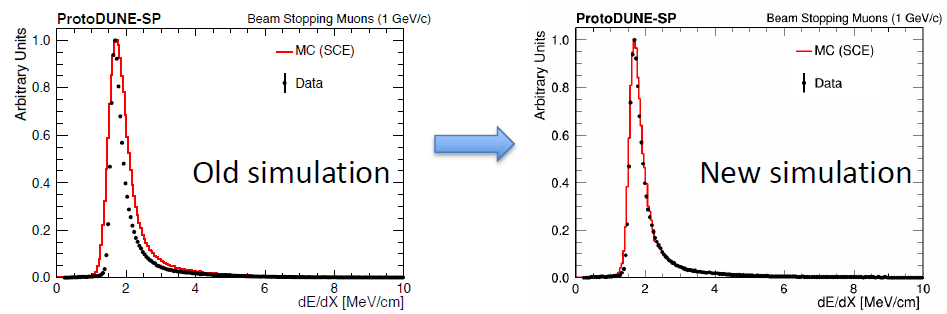 ProtoDUNE-SP Beam Stopping Muons (1 GeV/c)
Arbitrary Units
1.0
0.8
0.6
0.4
0.2
0.0
MC (SCE)
Data
Old simulation
0 2 4 6 8 10
dE/dX [MeV/cm]
ProtoDUNE-SP Beam Stopping Muons (1 GeV/c)
Arbitrary Units
1.0
0.8
0.6
0.4
0.2
0.0
MC (SCE)
Data
New simulation
0 2 4 6 8 10
dE/dX [MeV/cm]